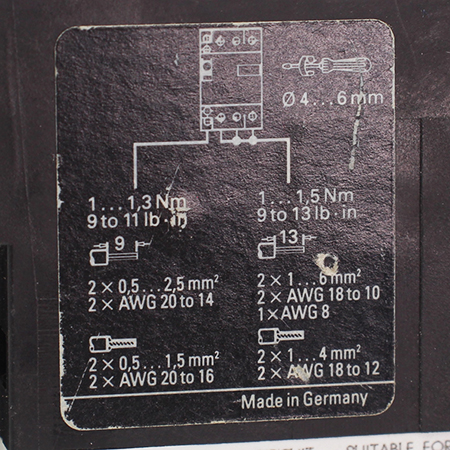 Ø 4...6 mm
1...1,3 Nm
9 to 11 lb·in
9
2 × 0,5...2,5 mm²
2 × AWG 20 to 14
2 × 0,5...1,5 mm²
2 × AWG 20 to 16
1...1,5 Nm
9 to 13 lb·in
13
2 × 1...6 mm²
2 × AWG 18 to 10
1 × AWG 8
2 × 1...4 mm²
2 × AWG 18 to 12
Made in Germany
SUITABLE FOR